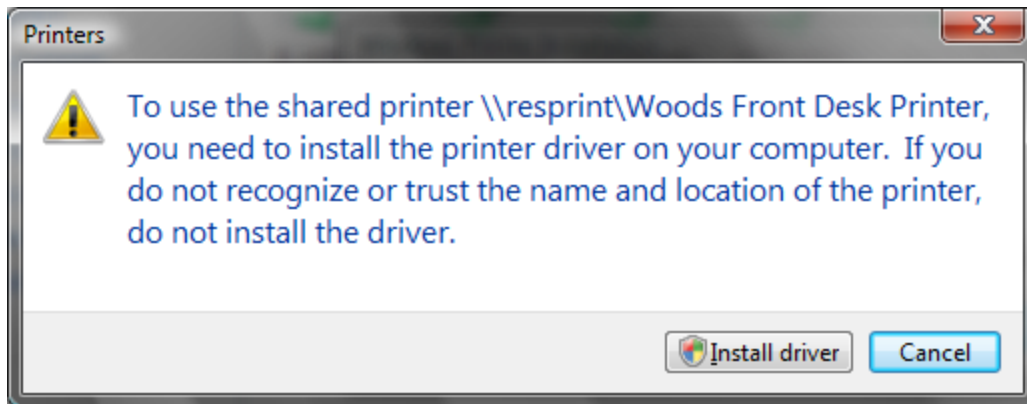 Printers
To use the shared printer \\resprint\Woods Front Desk Printer,
you need to install the printer driver on your computer.  If you
do not recognize or trust the name and location of the printer,
do not install the driver.
Install driver
Cancel